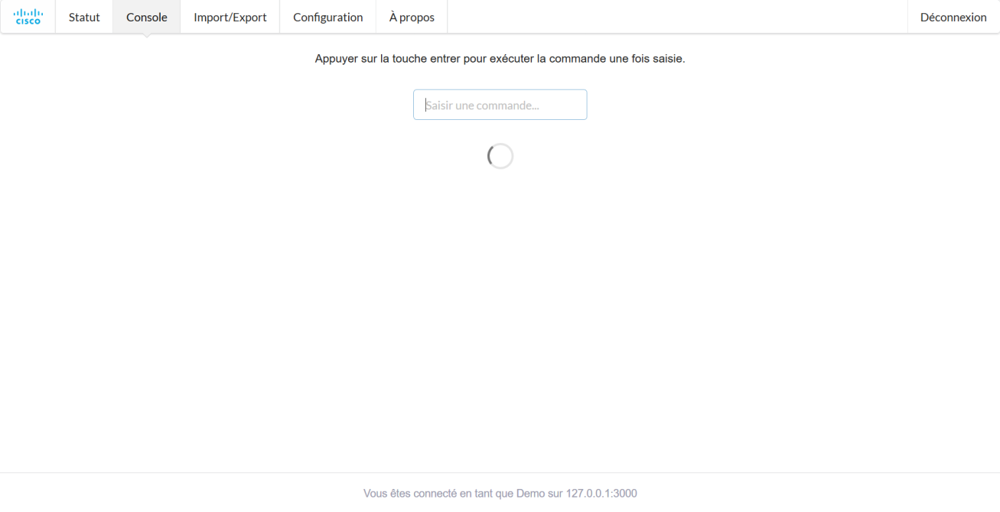 CISCO
Statut
Console
Import/Export
Configuration
À propos
Déconnexion
Appuyer sur la touche entrer pour exécuter la commande une fois saisie.
Saisir une commande...
Vous êtes connecté en tant que Demo sur 127.0.0.1:3000